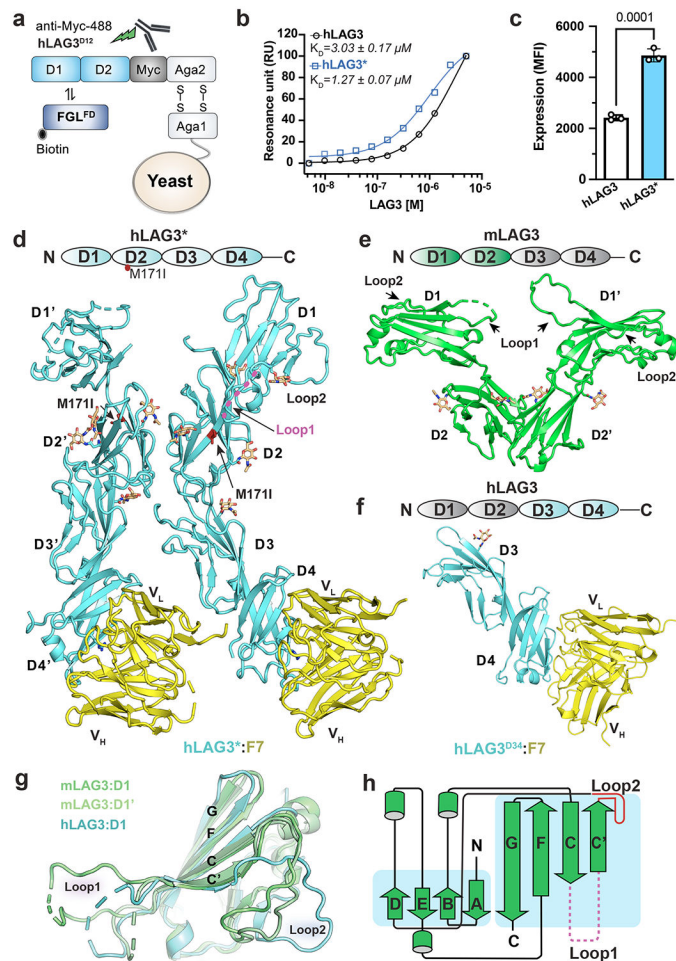 a
anti-Myc-488
hLAG3D12
D1 D2 Myc Aga2
S S
S S
FGLFD
Aga1
Biotin
Yeast
b
Resonance unit (RU)
120
100
80
60
40
20
0
hLAG3
KD=3.03 ± 0.17 µM
hLAG3*
KD=1.27 ± 0.07 µM
10-8 10-7 10-6 10-5
LAG3 [M]
c
0.0001
Expression (MFI)
6000
4000
2000
0
hLAG3 hLAG3*
d
hLAG3*
N D1 D2 D3 D4 C
M171I
D1'
D1
M171I
Loop2
Loop1
D2'
D2
M171I
D3'
D3
D4
VL
VL
D4'
VH
VH
hLAG3*:F7
e
mLAG3
N D1 D2 D3 D4 C
Loop2
D1
D1'
Loop1
Loop2
D2
D2'
f
hLAG3
N D1 D2 D3 D4 C
D3
VL
D4
VH
hLAG3D34:F7
g
mLAG3:D1
mLAG3:D1'
hLAG3:D1
G
F
C
C'
Loop1
Loop2
h
Loop2
N
G F C C'
D E B A
C
Loop1